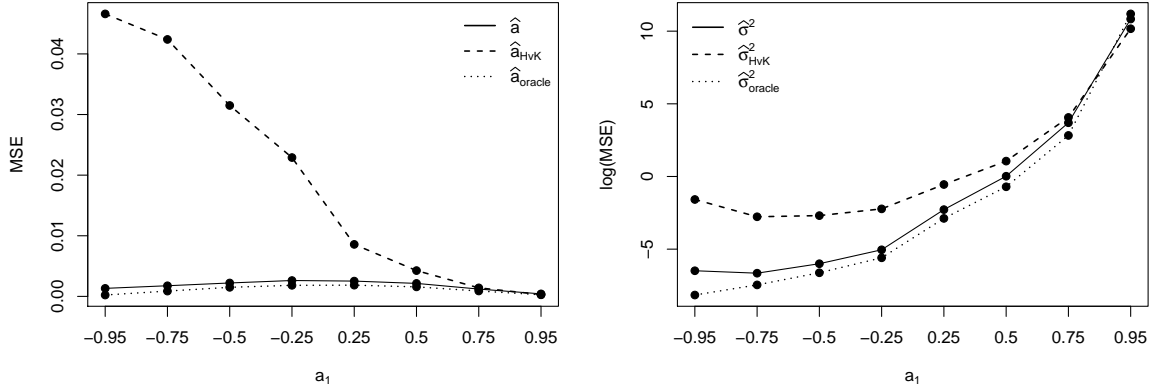 MSE
0.00 0.01 0.02 0.03 0.04
−0.95 −0.75 −0.5 −0.25 0.25 0.5 0.75 0.95
a₁
â
â_HvK
â_oracle
log(MSE)
−5 0 5 10
−0.95 −0.75 −0.5 −0.25 0.25 0.5 0.75 0.95
a₁
σ̂²
σ̂²_HvK
σ̂²_oracle